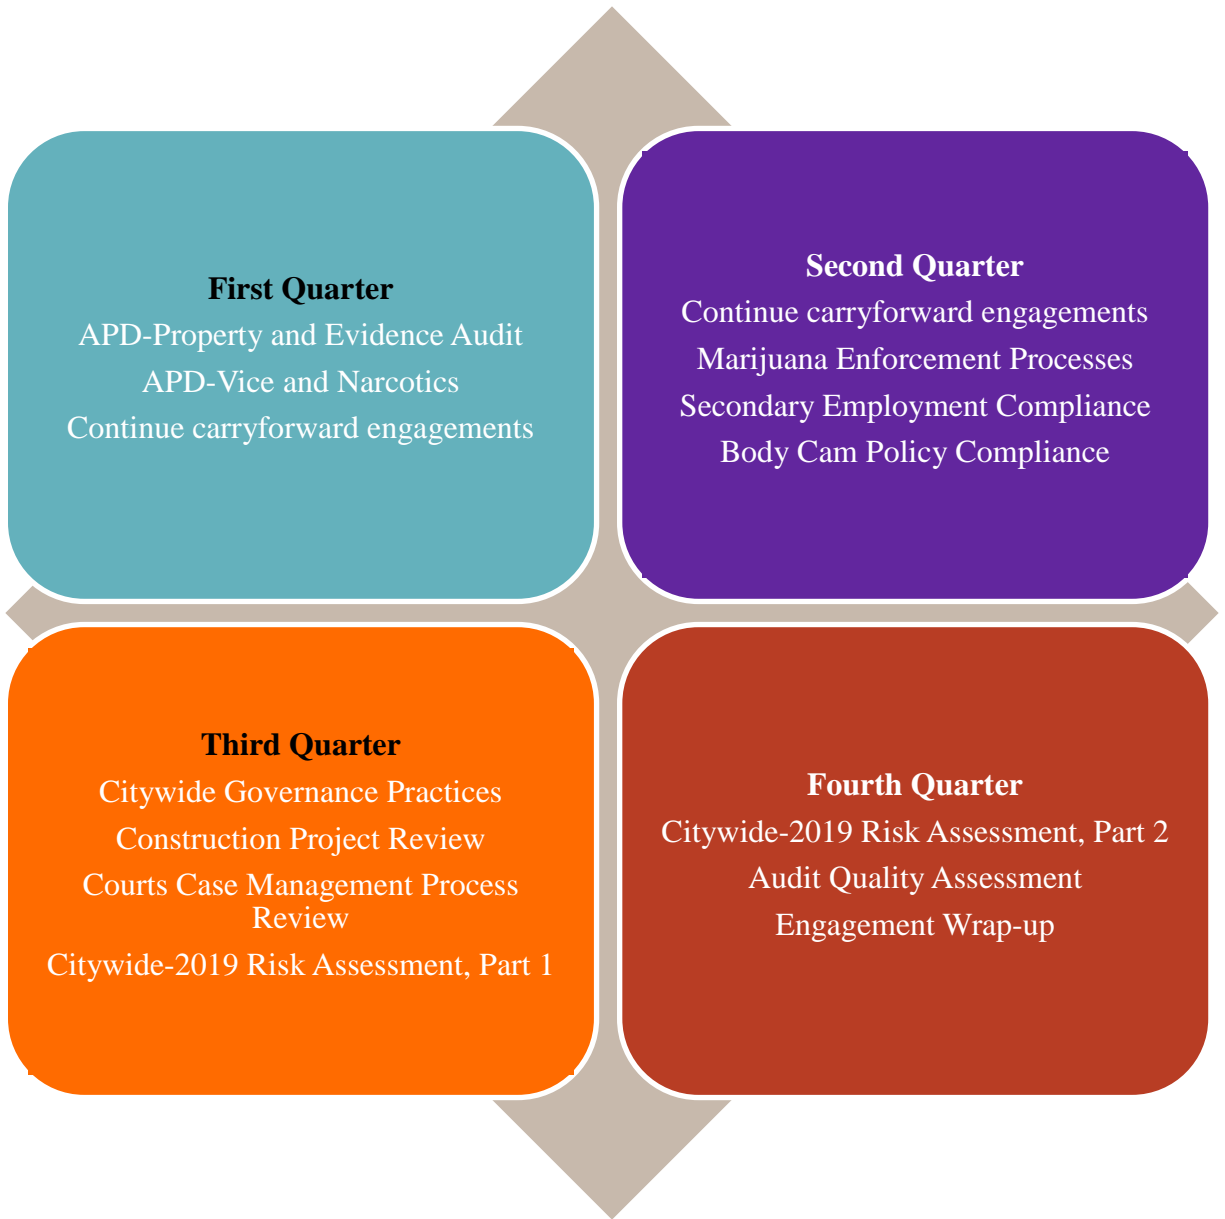 First Quarter
APD-Property and Evidence Audit
APD-Vice and Narcotics
Continue carryforward engagements
Second Quarter
Continue carryforward engagements
Marijuana Enforcement Processes
Secondary Employment Compliance
Body Cam Policy Compliance
Third Quarter
Citywide Governance Practices
Construction Project Review
Courts Case Management Process
Review
Citywide-2019 Risk Assessment, Part 1
Fourth Quarter
Citywide-2019 Risk Assessment, Part 2
Audit Quality Assessment
Engagement Wrap-up